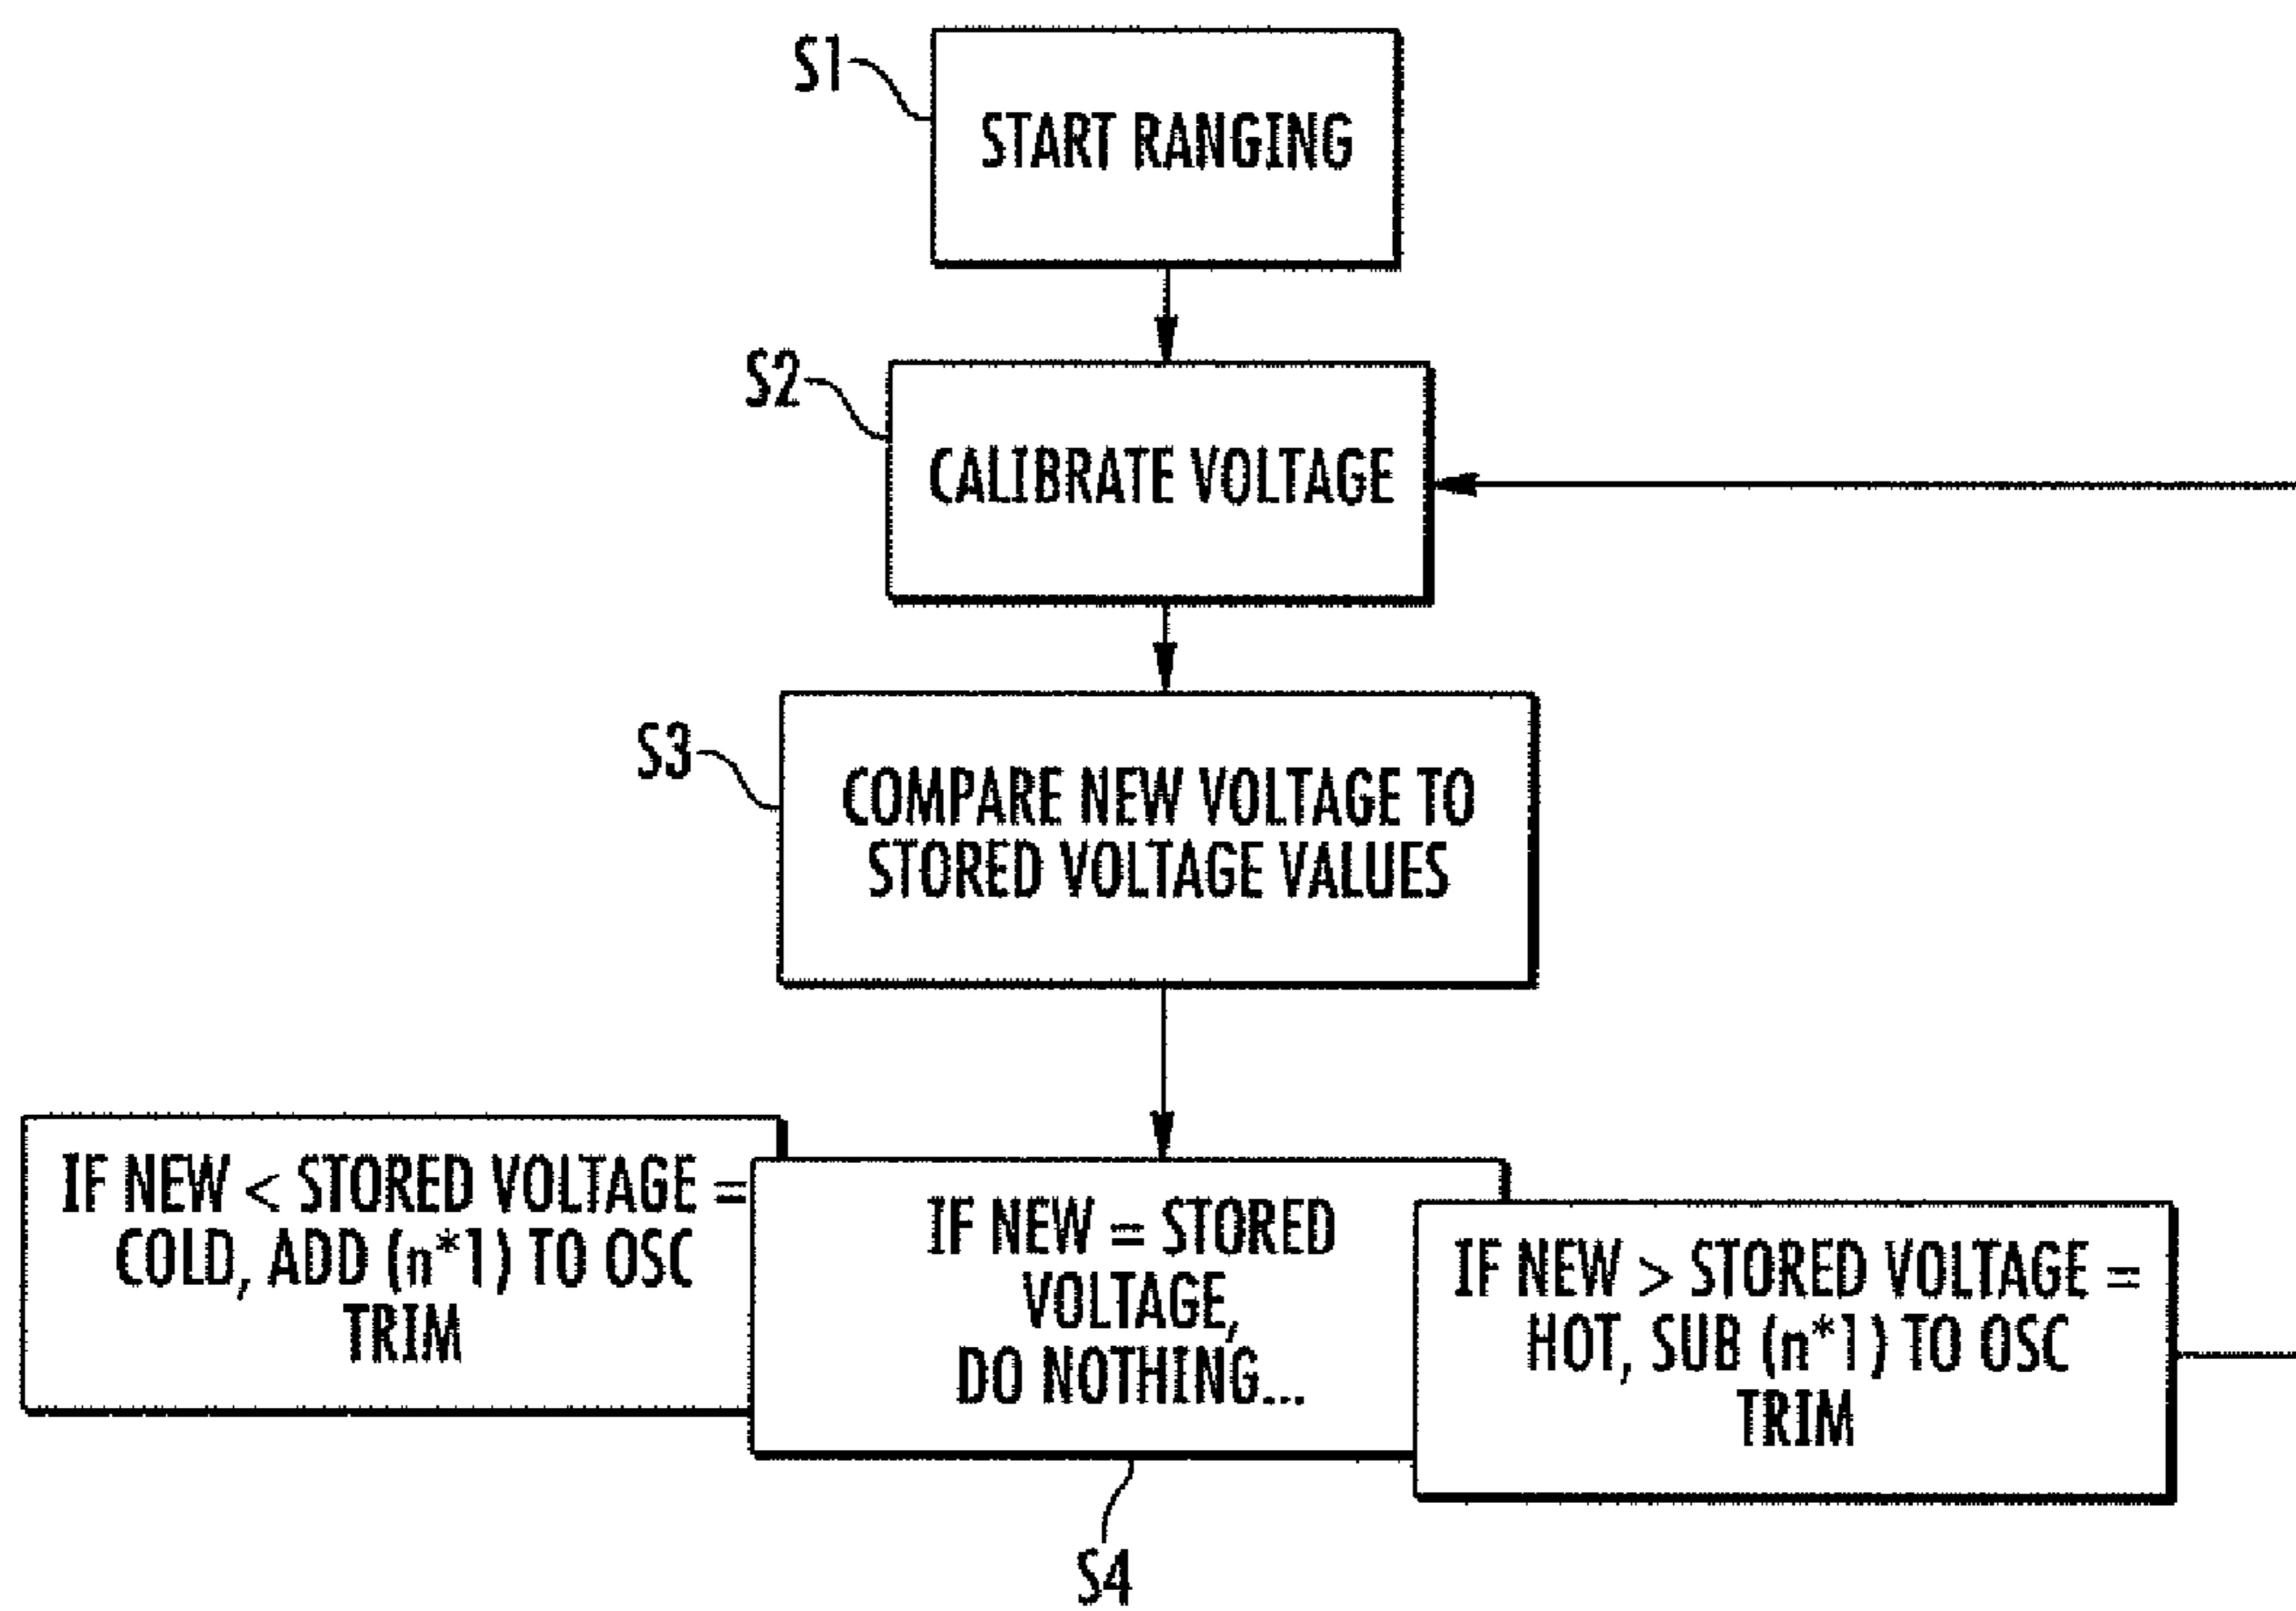 S1
START RANGING
S2
CALIBRATE VOLTAGE
S3
COMPARE NEW VOLTAGE TO
STORED VOLTAGE VALUES
IF NEW < STORED VOLTAGE =
COLD, ADD (n*1) TO OSC
TRIM
IF NEW = STORED
VOLTAGE,
DO NOTHING...
IF NEW > STORED VOLTAGE =
HOT, SUB (n*1) TO OSC
TRIM
S4